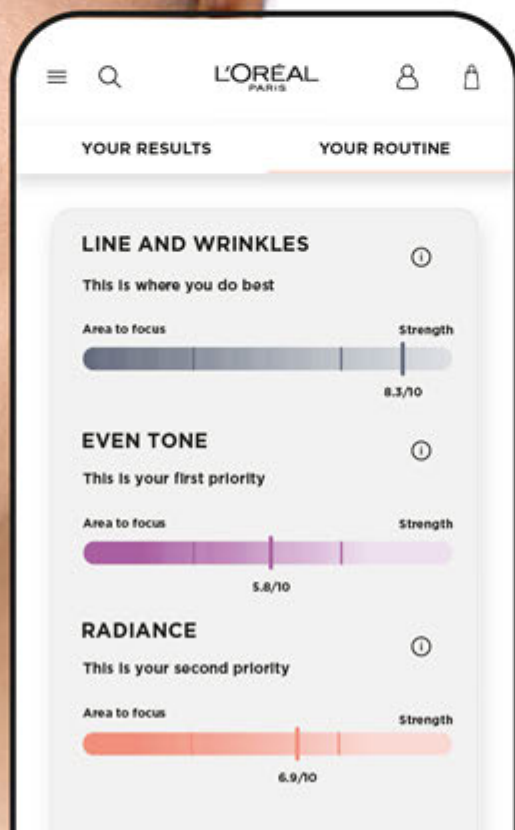 L'ORÉAL
PARIS
YOUR RESULTS YOUR ROUTINE
LINE AND WRINKLES
This is where you do best
Area to focus Strength
8.3/10
EVEN TONE
This is your first priority
Area to focus Strength
5.8/10
RADIANCE
This is your second priority
Area to focus Strength
6.9/10